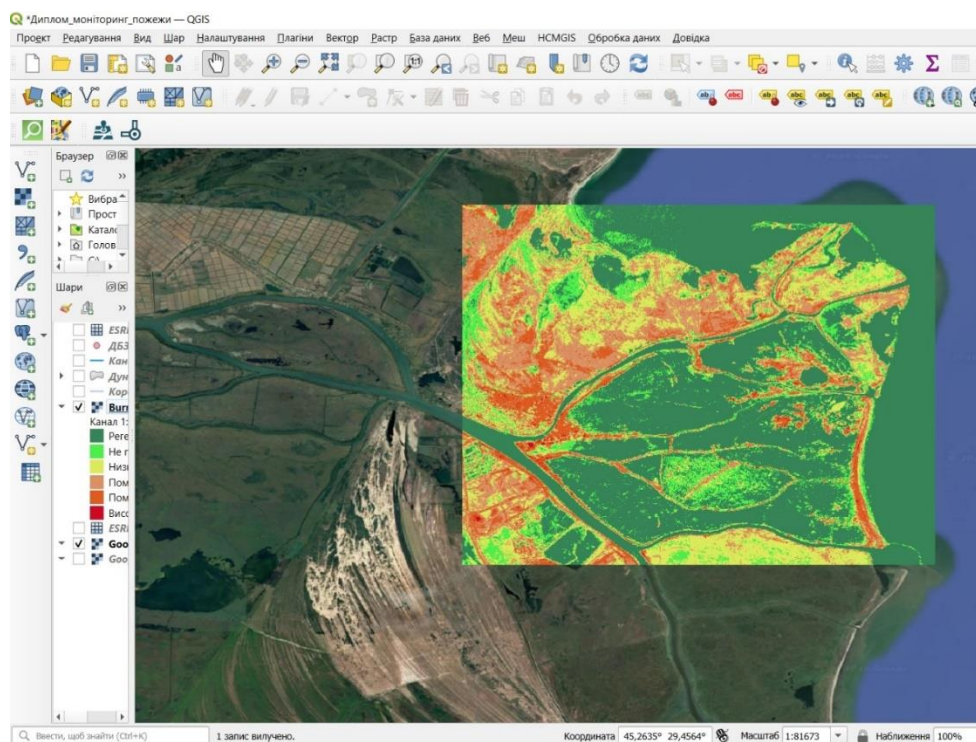 *Диплом_моніторинг_пожежи — QGIS
Проект Редагування Вид Шар Налаштування Плагіни Вектор Растр База даних Веб Меш HCMGIS Обробка даних Довідка
Браузер
Вибра
Прост
Катало
Голов
Шари
ESRI
ДБЗ
Кан
Дун
Кор
Burn
Канал 1:
Реге
Не г
Низ
Пом
Пом
Висо
ESRI
Goo
Goo
Ввести, щоб знайти (Ctrl+K) 1 запис вилучено. Координата 45,2635° 29,4564° Масштаб 1:81673 Наближення 100%